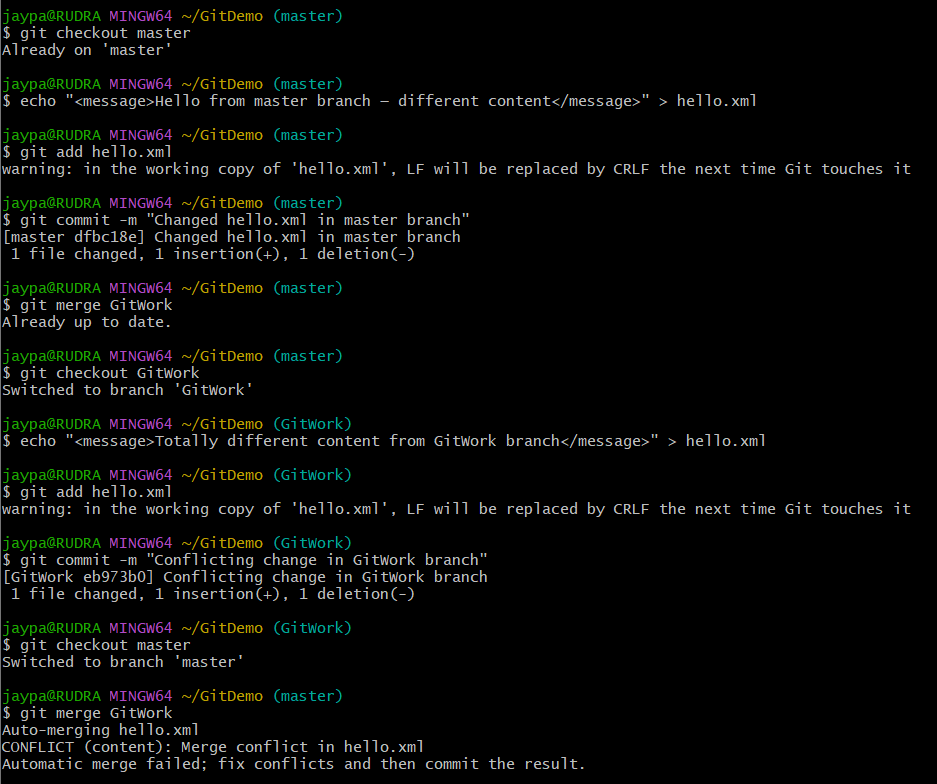 jaypa@RUDRA MINGW64 ~/GitDemo (master)
$ git checkout master
Already on 'master'
jaypa@RUDRA MINGW64 ~/GitDemo (master)
$ echo "<message>Hello from master branch – different content</message>" > hello.xml
jaypa@RUDRA MINGW64 ~/GitDemo (master)
$ git add hello.xml
warning: in the working copy of 'hello.xml', LF will be replaced by CRLF the next time Git touches it
jaypa@RUDRA MINGW64 ~/GitDemo (master)
$ git commit -m "Changed hello.xml in master branch"
[master dfbc18e] Changed hello.xml in master branch
 1 file changed, 1 insertion(+), 1 deletion(-)
jaypa@RUDRA MINGW64 ~/GitDemo (master)
$ git merge GitWork
Already up to date.
jaypa@RUDRA MINGW64 ~/GitDemo (master)
$ git checkout GitWork
Switched to branch 'GitWork'
jaypa@RUDRA MINGW64 ~/GitDemo (GitWork)
$ echo "<message>Totally different content from GitWork branch</message>" > hello.xml
jaypa@RUDRA MINGW64 ~/GitDemo (GitWork)
$ git add hello.xml
warning: in the working copy of 'hello.xml', LF will be replaced by CRLF the next time Git touches it
jaypa@RUDRA MINGW64 ~/GitDemo (GitWork)
$ git commit -m "Conflicting change in GitWork branch"
[GitWork eb973b0] Conflicting change in GitWork branch
 1 file changed, 1 insertion(+), 1 deletion(-)
jaypa@RUDRA MINGW64 ~/GitDemo (GitWork)
$ git checkout master
Switched to branch 'master'
jaypa@RUDRA MINGW64 ~/GitDemo (master)
$ git merge GitWork
Auto-merging hello.xml
CONFLICT (content): Merge conflict in hello.xml
Automatic merge failed; fix conflicts and then commit the result.